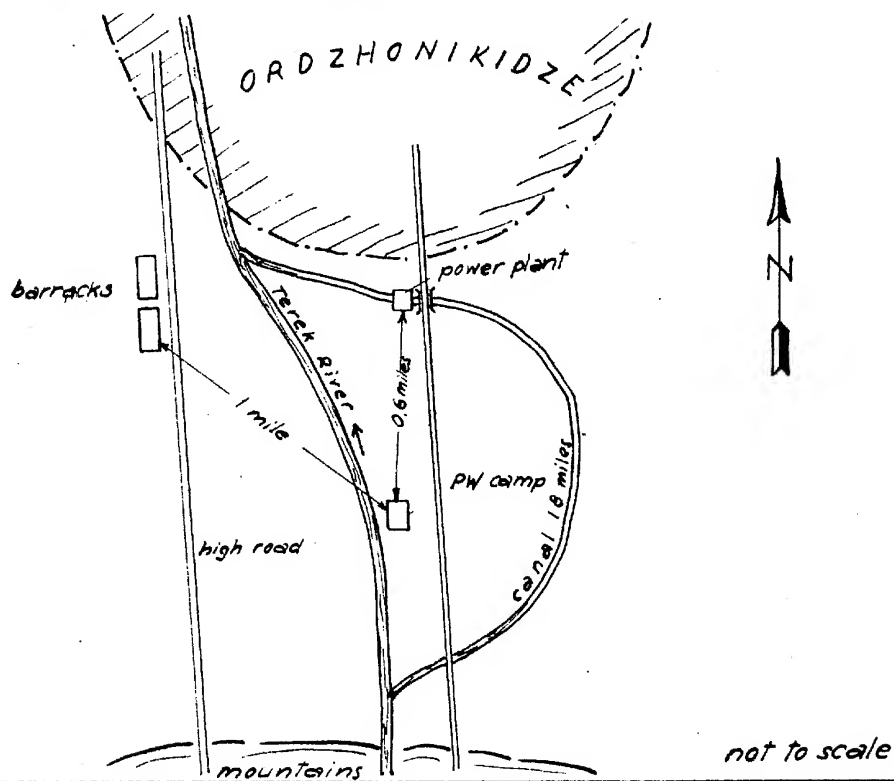 ORDZHONIKIDZE
power plant
barracks
N
Terek River
0.6 miles
1 mile
PW camp
canal 18 miles
high road
mountains
not to scale